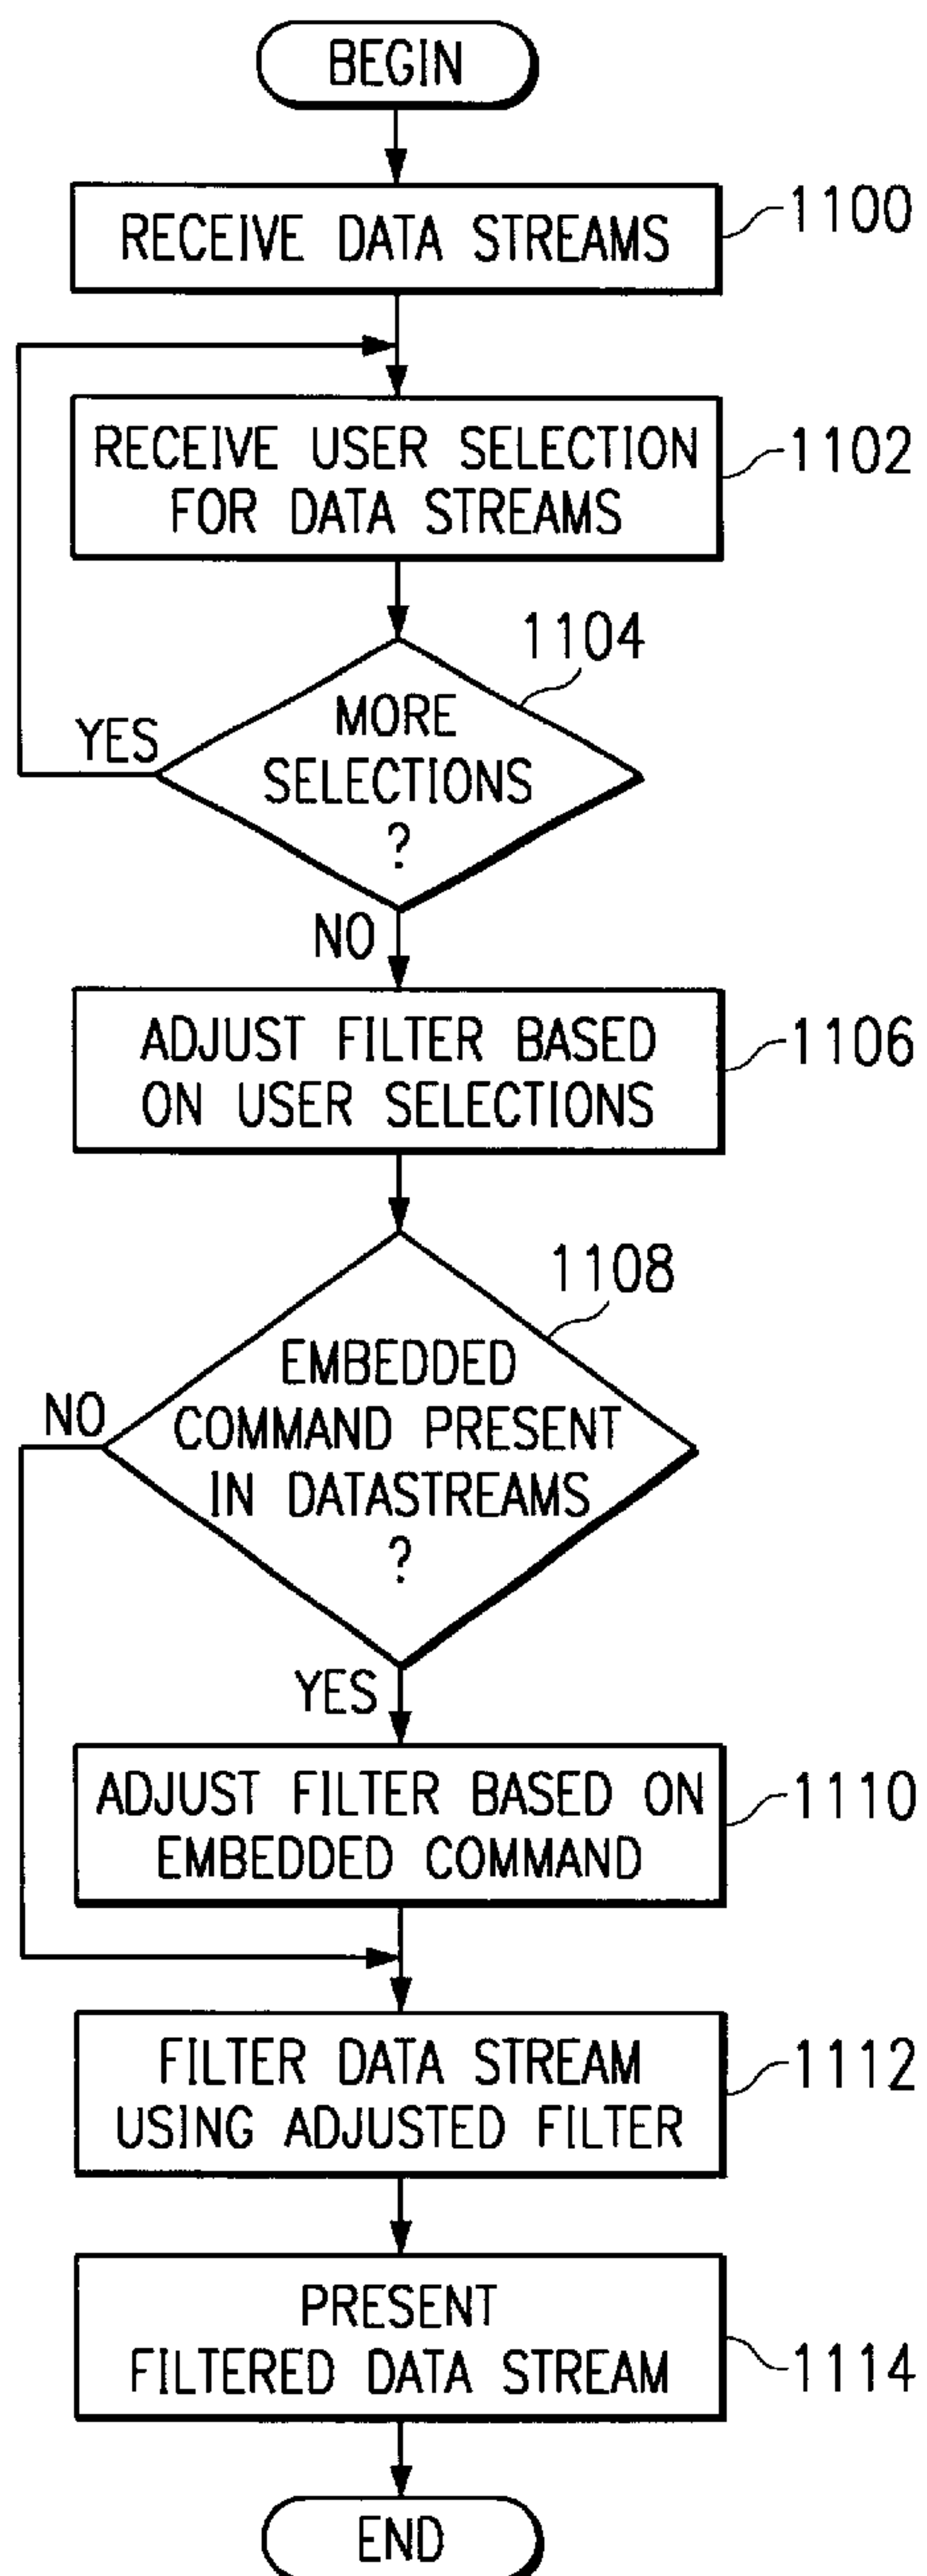 BEGIN
RECEIVE DATA STREAMS
1100
RECEIVE USER SELECTION
FOR DATA STREAMS
1102
1104
MORE
SELECTIONS
?
YES
NO
ADJUST FILTER BASED
ON USER SELECTIONS
1106
1108
EMBEDDED
COMMAND PRESENT
IN DATASTREAMS
?
NO
YES
ADJUST FILTER BASED ON
EMBEDDED COMMAND
1110
FILTER DATA STREAM
USING ADJUSTED FILTER
1112
PRESENT
FILTERED DATA STREAM
1114
END